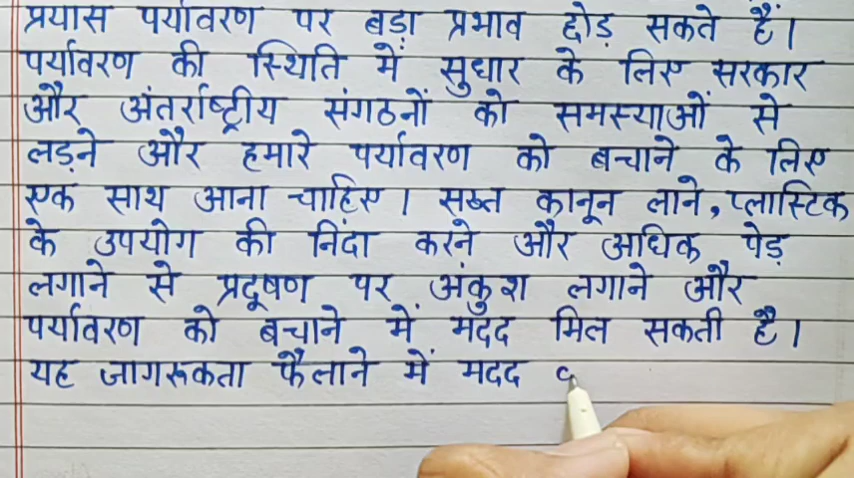 प्रयास पर्यावरण पर बड़ा प्रभाव छोड़ सकते हैं।
पर्यावरण की स्थिति में सुधार के लिए सरकार
और अंतर्राष्ट्रीय संगठनों को समस्याओं से
लड़ने और हमारे पर्यावरण को बचाने के लिए
एक साथ आना चाहिए। सख्त कानून लाने, प्लास्टिक
के उपयोग की निंदा करने और अधिक पेड़
लगाने से प्रदूषण पर अंकुश लगाने और
पर्यावरण को बचाने में मदद मिल सकती है।
यह जागरूकता फैलाने में मदद